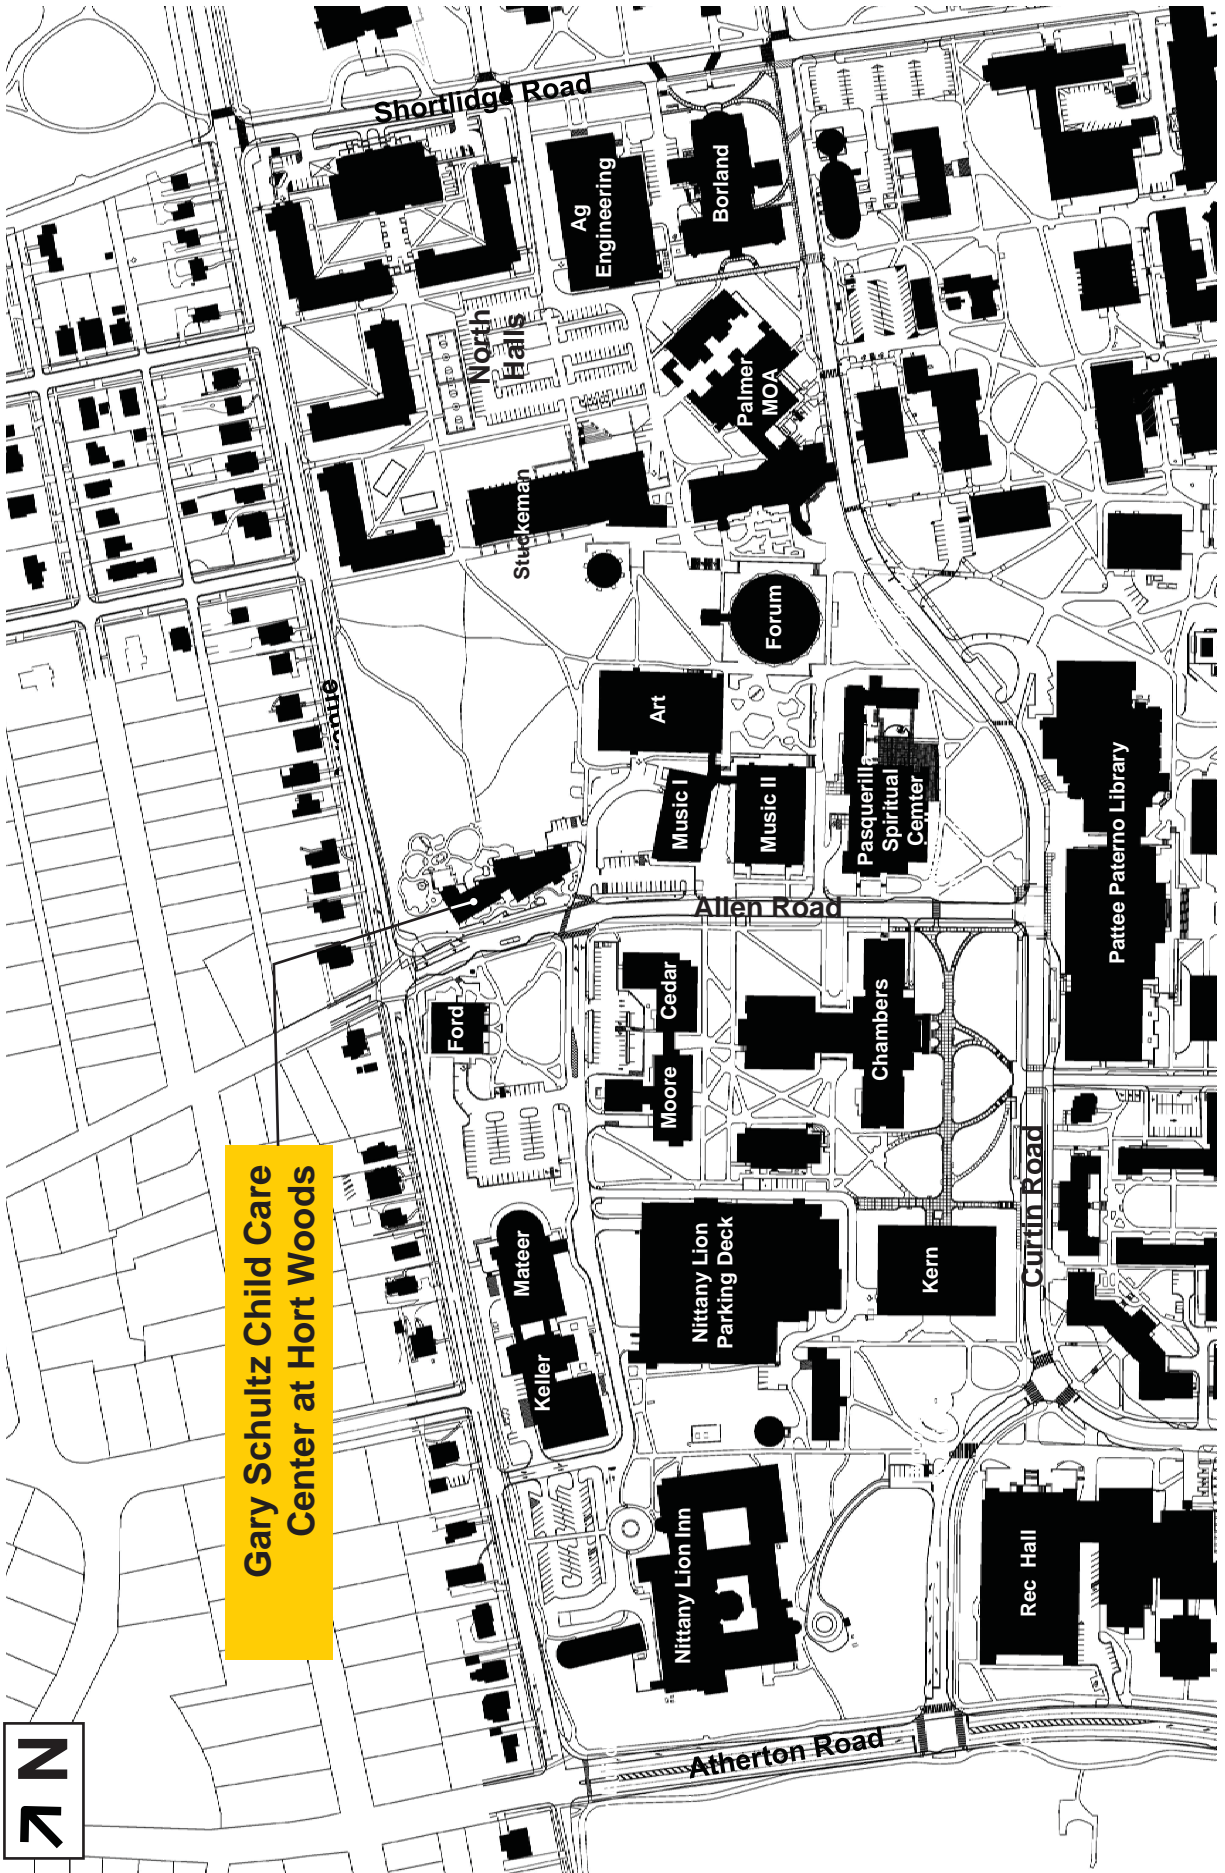 N
Gary Schultz Child Care
Center at Hort Woods
Shortlidge Road
Ag
Engineering
Borland
North
Halls
Palmer
MOA
Stuckeman
Forum
Art
Music I
Music II
Pasquerilla
Spiritual
Cemter
Pattee Paterno Library
Allen Road
Ford
Cedar
Moore
Chambers
Curtin Road
Mateer
Keller
Nittany Lion
Parking Deck
Kern
Nittany Lion Inn
Rec Hall
Atherton Road